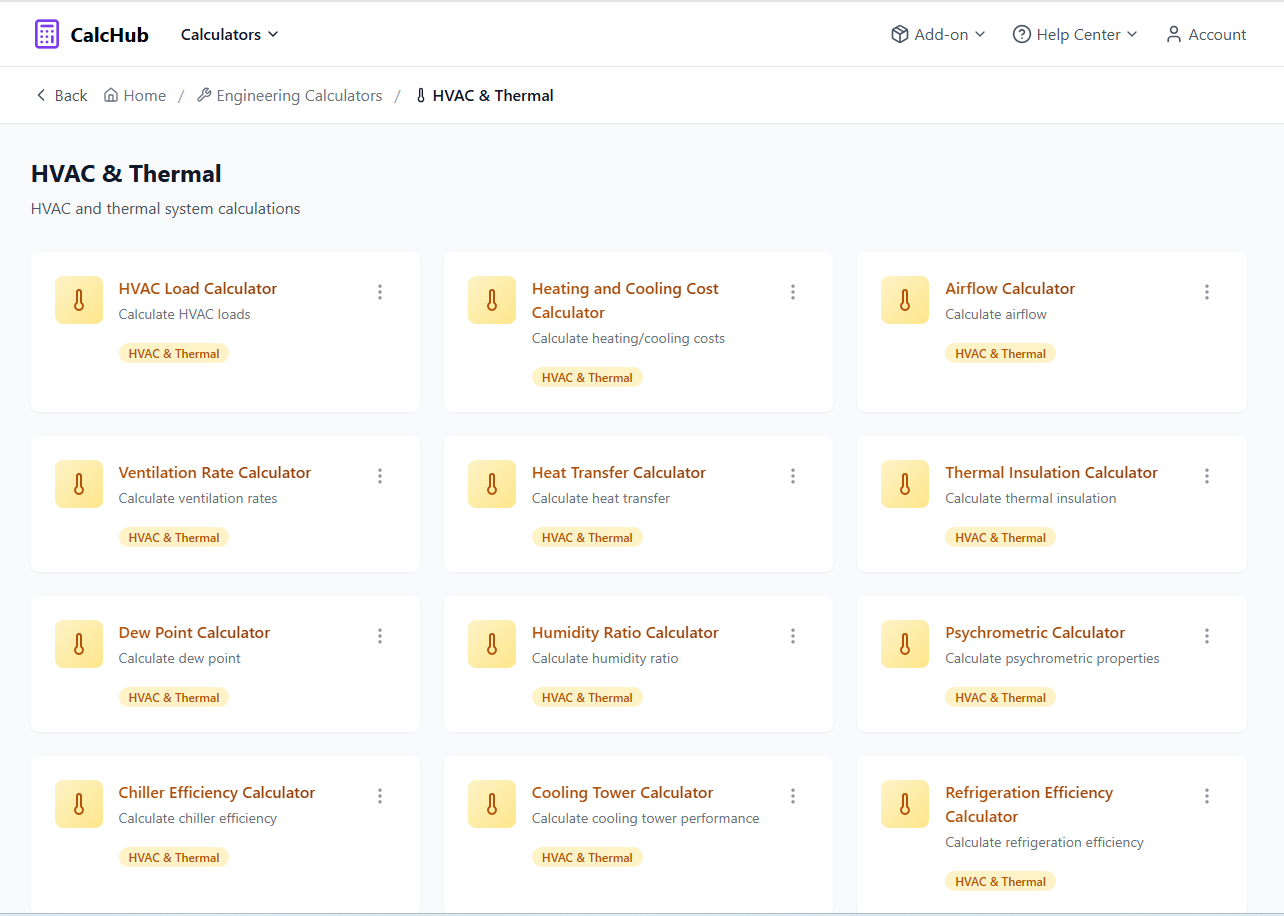 CalcHub
Calculators
Add-on
Help Center
Account
Back
Home
/
Engineering Calculators
/
HVAC & Thermal
HVAC & Thermal
HVAC and thermal system calculations
HVAC Load Calculator
Calculate HVAC loads
HVAC & Thermal
Heating and Cooling Cost
Calculator
Calculate heating/cooling costs
HVAC & Thermal
Airflow Calculator
Calculate airflow
HVAC & Thermal
Ventilation Rate Calculator
Calculate ventilation rates
HVAC & Thermal
Heat Transfer Calculator
Calculate heat transfer
HVAC & Thermal
Thermal Insulation Calculator
Calculate thermal insulation
HVAC & Thermal
Dew Point Calculator
Calculate dew point
HVAC & Thermal
Humidity Ratio Calculator
Calculate humidity ratio
HVAC & Thermal
Psychrometric Calculator
Calculate psychrometric properties
HVAC & Thermal
Chiller Efficiency Calculator
Calculate chiller efficiency
HVAC & Thermal
Cooling Tower Calculator
Calculate cooling tower performance
HVAC & Thermal
Refrigeration Efficiency
Calculator
Calculate refrigeration efficiency
HVAC & Thermal